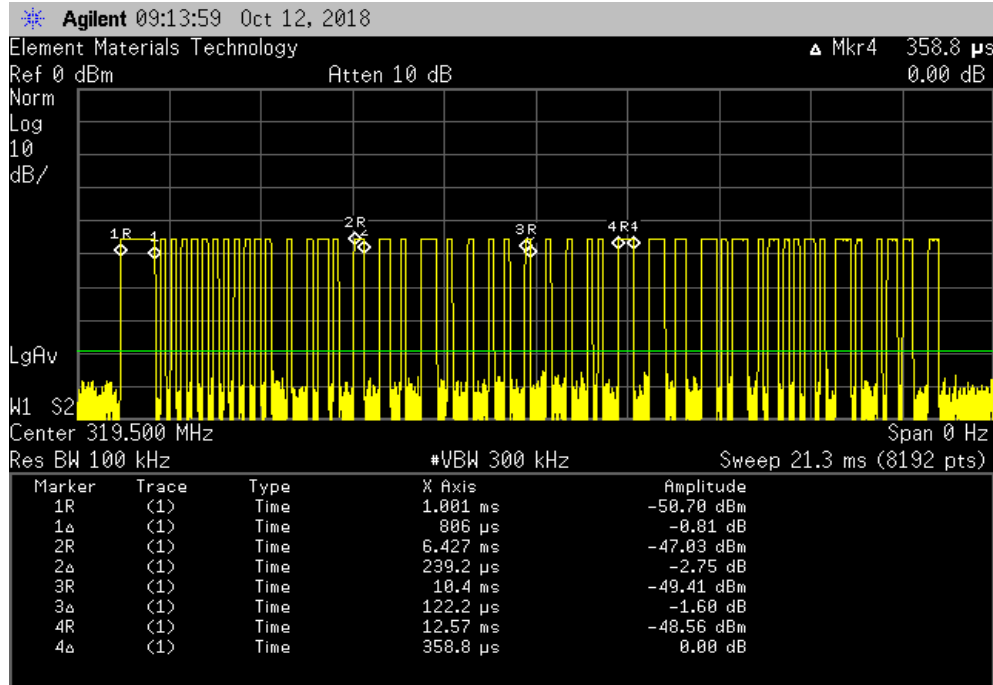 Agilent 09:13:59 Oct 12, 2018
Element Materials Technology ▵ Mkr4 358.8 µs
Ref 0 dBm Atten 10 dB 0.00 dB
Norm
Log
10
dB/
1R 1 2R 2 3R 4R4
LgAv
W1 S2
Center 319.500 MHz Span 0 Hz
Res BW 100 kHz #VBW 300 kHz Sweep 21.3 ms (8192 pts)
Marker Trace Type X Axis Amplitude
1R (1) Time 1.001 ms -50.70 dBm
1▵ (1) Time 806 µs -0.81 dB
2R (1) Time 6.427 ms -47.03 dBm
2▵ (1) Time 239.2 µs -2.75 dB
3R (1) Time 10.4 ms -49.41 dBm
3▵ (1) Time 122.2 µs -1.60 dB
4R (1) Time 12.57 ms -48.56 dBm
4▵ (1) Time 358.8 µs 0.00 dB